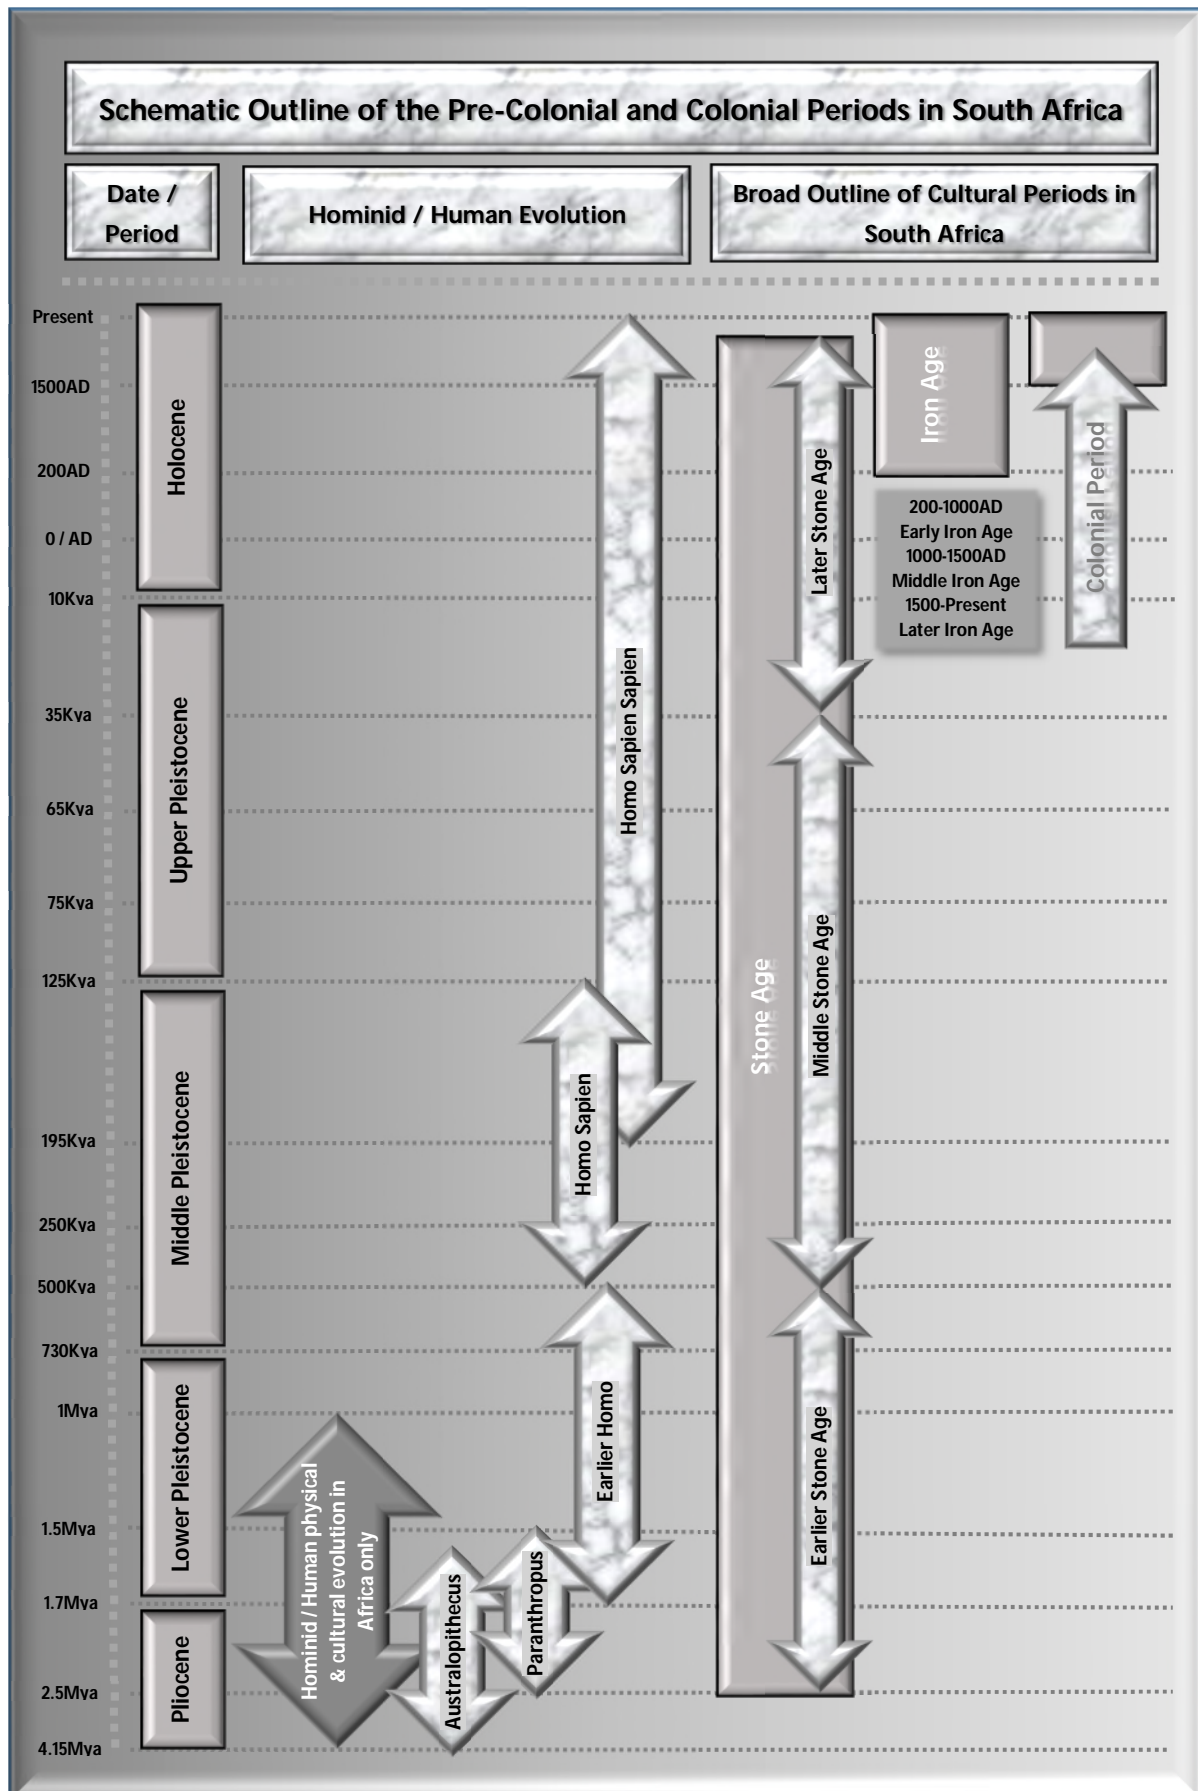 Schematic Outline of the Pre-Colonial and Colonial Periods in South Africa
Date /
Period
Hominid / Human Evolution
Broad Outline of Cultural Periods in
South Africa
Present
1500AD
200AD
0 / AD
10Kya
35Kya
65Kya
75Kya
125Kya
195Kya
250Kya
500Kya
730Kya
1Mya
1.5Mya
1.7Mya
2.5Mya
4.15Mya
Holocene
Upper Pleistocene
Middle Pleistocene
Lower Pleistocene
Pliocene
Hominid / Human physical
& cultural evolution in
Africa only
Australopithecus
Paranthropus
Earlier Homo
Homo Sapien
Homo Sapien Sapien
Stone Age
Later Stone Age
Middle Stone Age
Earlier Stone Age
Iron Age
200-1000AD
Early Iron Age
1000-1500AD
Middle Iron Age
1500-Present
Later Iron Age
Colonial Period